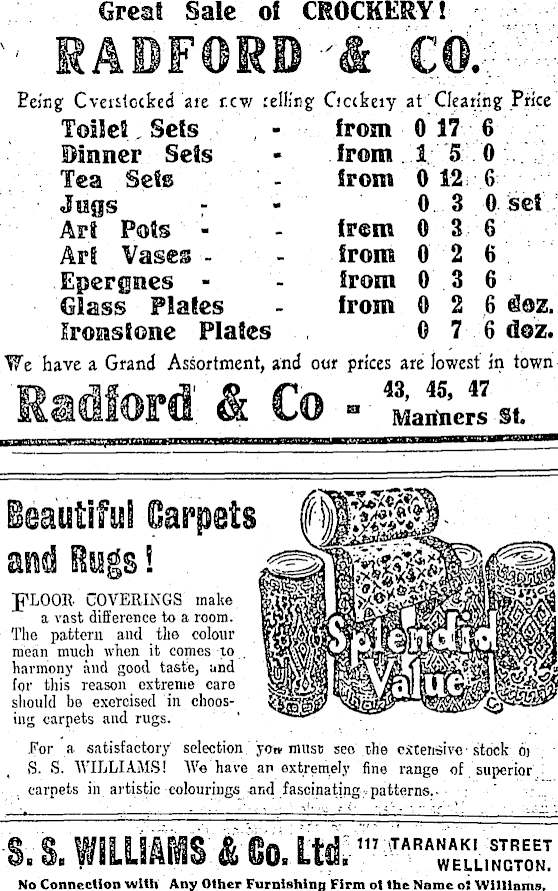 Great Sale of CROCKERY!
RADFORD & CO.
Being Overstocked are now selling Crockery at Clearing Price
Toilet Sets - from 0 17 6
Dinner Sets - from 1 5 0
Tea Sets - from 0 12 6
Jugs - - 0 3 0 set
Art Pots - - from 0 3 6
Art Vases - - from 0 2 6
Epergnes - - from 0 3 6
Glass Plates - from 0 2 6 doz.
Ironstone Plates 0 7 6 doz.
We have a Grand Assortment, and our prices are lowest in town
Radford & Co - 43, 45, 47
Manners St.
Beautiful Carpets
and Rugs!
FLOOR COVERINGS make
a vast difference to a room.
The pattern and the colour
mean much when it comes to
harmony and good taste, and
for this reason extreme care
should be exercised in choos-
ing carpets and rugs.
Splendid
Value
For a satisfactory selection you must see the extensive stock of
S. S. WILLIAMS! We have an extremely fine range of superior
carpets in artistic colourings and fascinating patterns.
S. S. WILLIAMS & Co. Ltd. 117 TARANAKI STREET
WELLINGTON.
No Connection with Any Other Furnishing Firm of the Name of Williams.